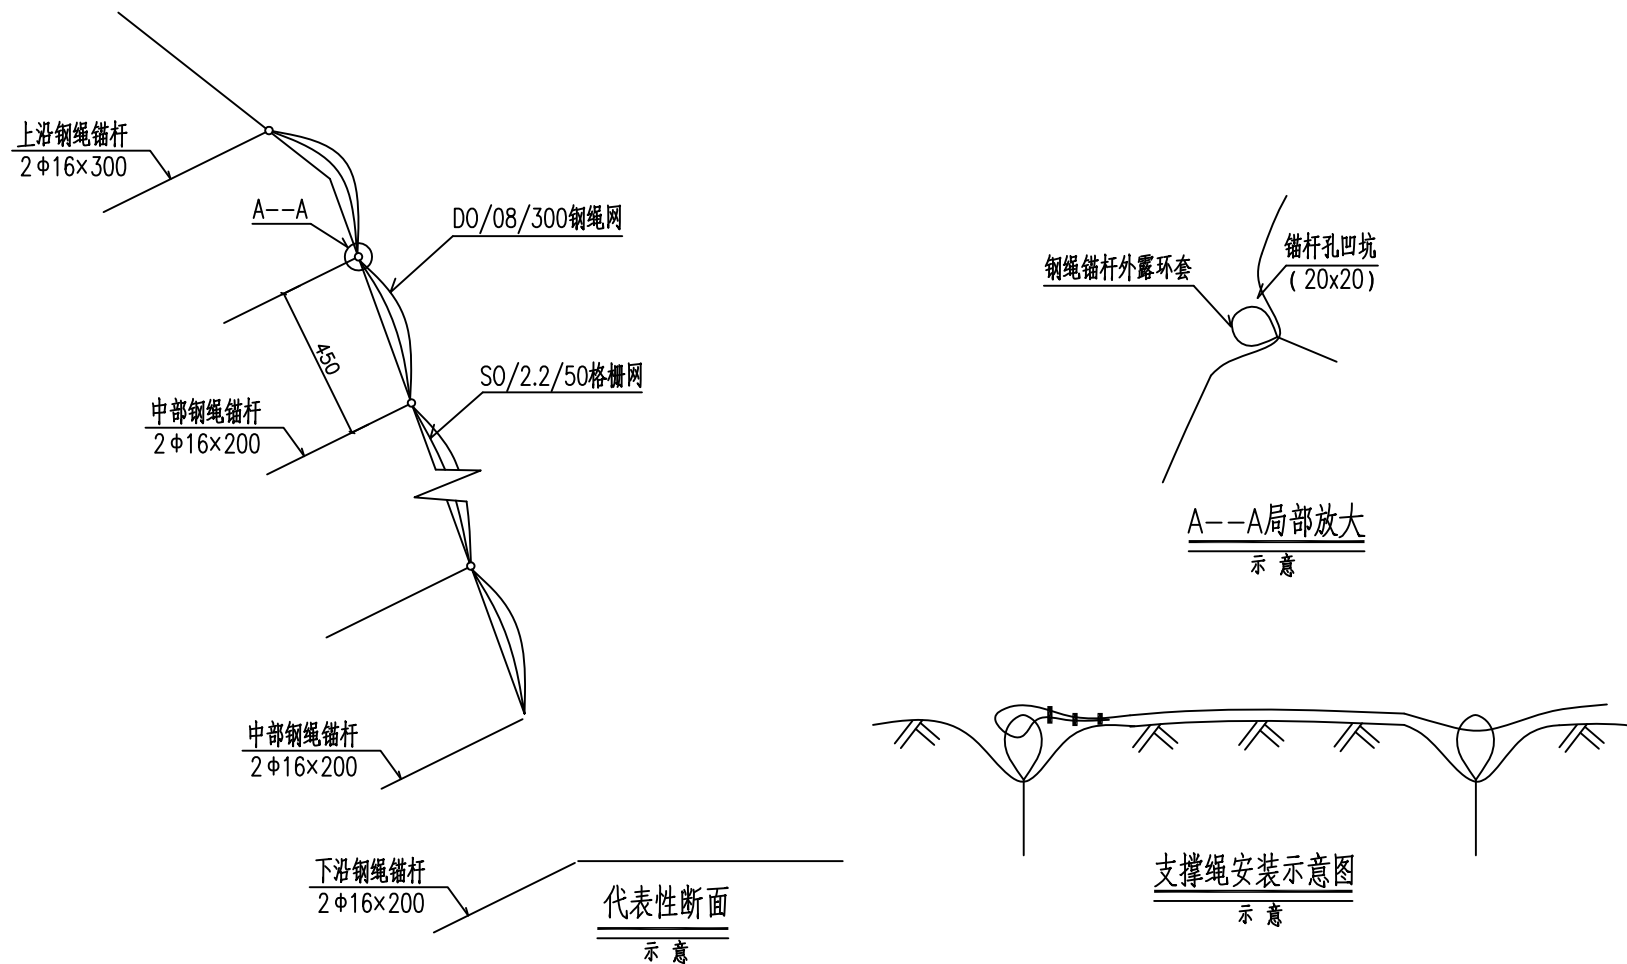 上沿钢绳锚杆
2Φ16×300
A--A
DO/08/300钢绳网
450
SO/2.2/50格栅网
中部钢绳锚杆
2Φ16×200
中部钢绳锚杆
2Φ16×200
下沿钢绳锚杆
2Φ16×200
代表性断面
示 意
钢绳锚杆外露环套
锚杆孔凹坑
(20x20)
A--A局部放大
示 意
支撑绳安装示意图
示 意